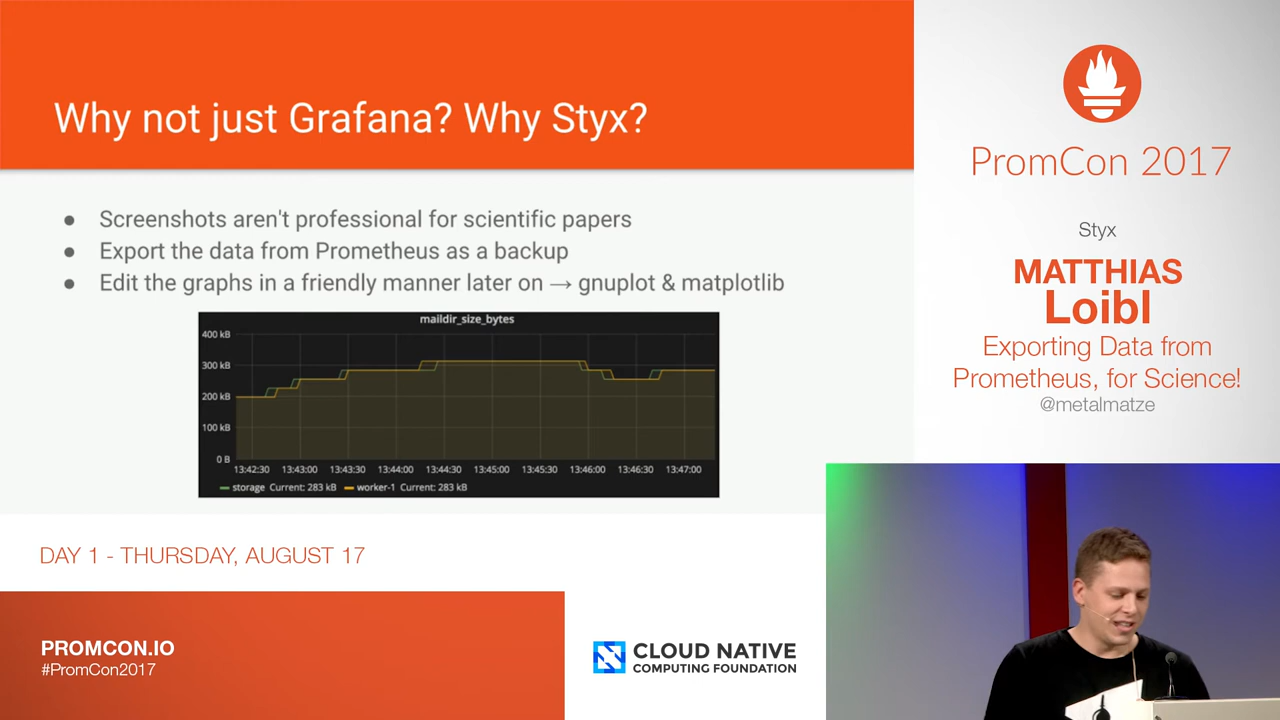 Why not just Grafana? Why Styx?
● Screenshots aren't professional for scientific papers
● Export the data from Prometheus as a backup
● Edit the graphs in a friendly manner later on → gnuplot & matplotlib
maildir_size_bytes
400 kB
300 kB
200 kB
100 kB
0 B
13:42:30 13:43:00 13:43:30 13:44:00 13:44:30 13:45:00 13:45:30 13:46:00 13:46:30 13:47:00
storage Current: 283 kB worker-1 Current: 283 kB
PromCon 2017
Styx
MATTHIAS
Loibl
Exporting Data from
Prometheus, for Science!
@metalmatze
DAY 1 - THURSDAY, AUGUST 17
PROMCON.IO
#PromCon2017
CLOUD NATIVE
COMPUTING FOUNDATION